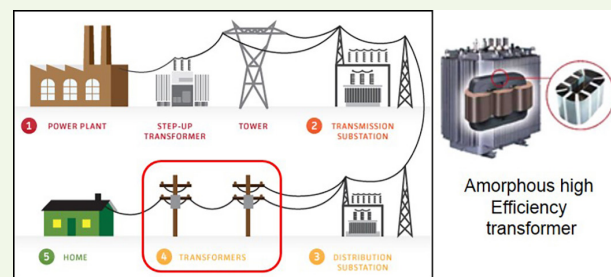 1 POWER PLANT
STEP-UP
TRANSFORMER
TOWER
2 TRANSMISSION
SUBSTATION
5 HOME
4 TRANSFORMERS
3 DISTRIBUTION
SUBSTATION
Amorphous high
Efficiency
transformer